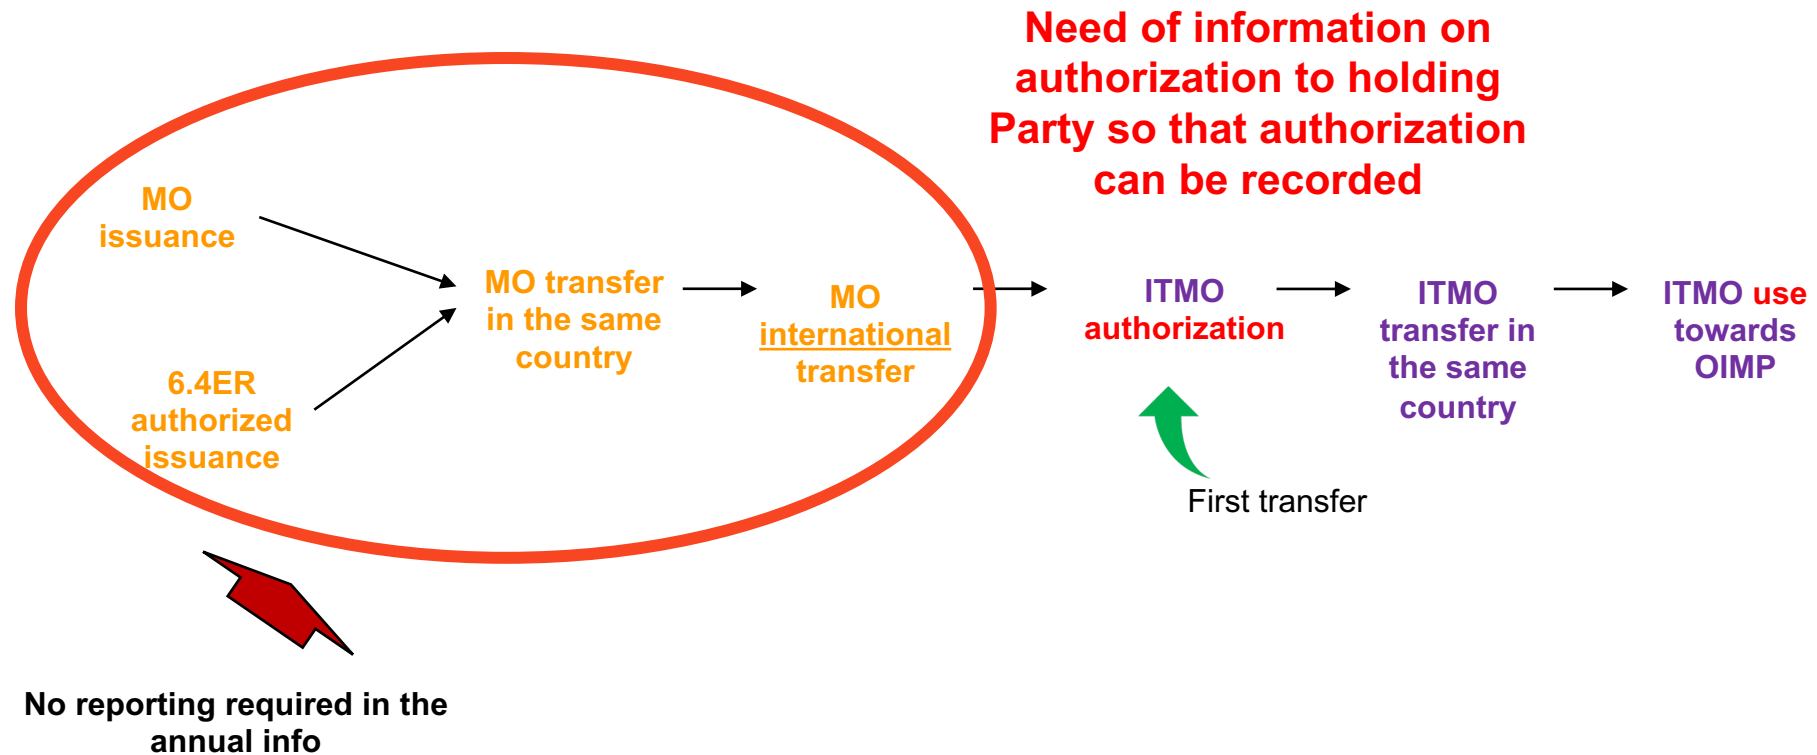 Need of information on
authorization to holding
Party so that authorization
can be recorded
MO
issuance
6.4ER
authorized
issuance
MO transfer
in the same
country
MO
international
transfer
ITMO
authorization
ITMO
transfer in
the same
country
ITMO use
towards
OIMP
First transfer
No reporting required in the
annual info